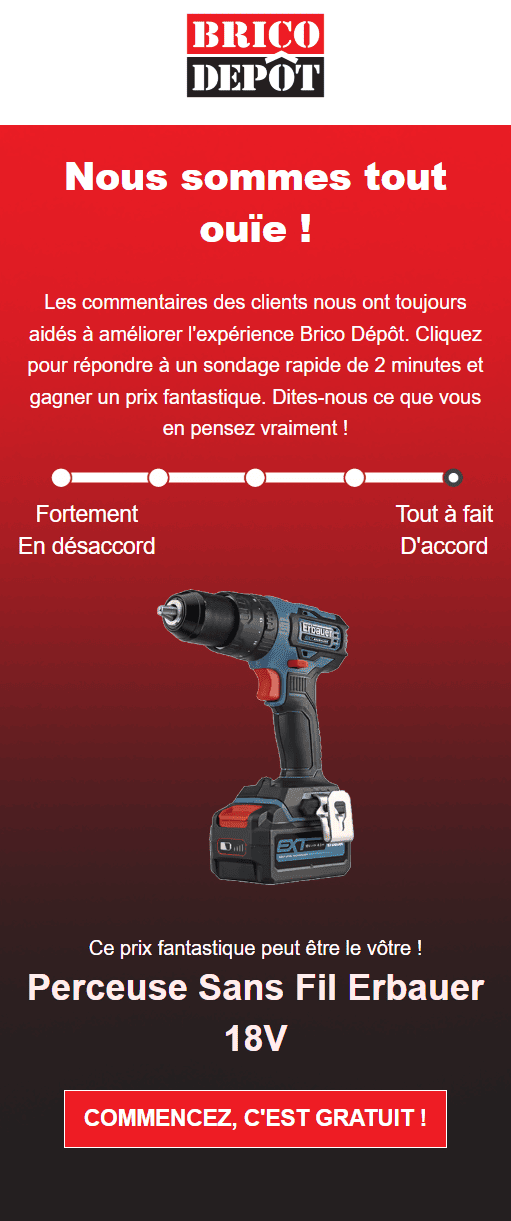 BRICO
DEPÔT
Nous sommes tout
ouïe !
Les commentaires des clients nous ont toujours
aidés à améliorer l'expérience Brico Dépôt. Cliquez
pour répondre à un sondage rapide de 2 minutes et
gagner un prix fantastique. Dites-nous ce que vous
en pensez vraiment !
Fortement
En désaccord
Tout à fait
D'accord
Erbauer
EXT
Ce prix fantastique peut être le vôtre !
Perceuse Sans Fil Erbauer
18V
COMMENCEZ, C'EST GRATUIT !